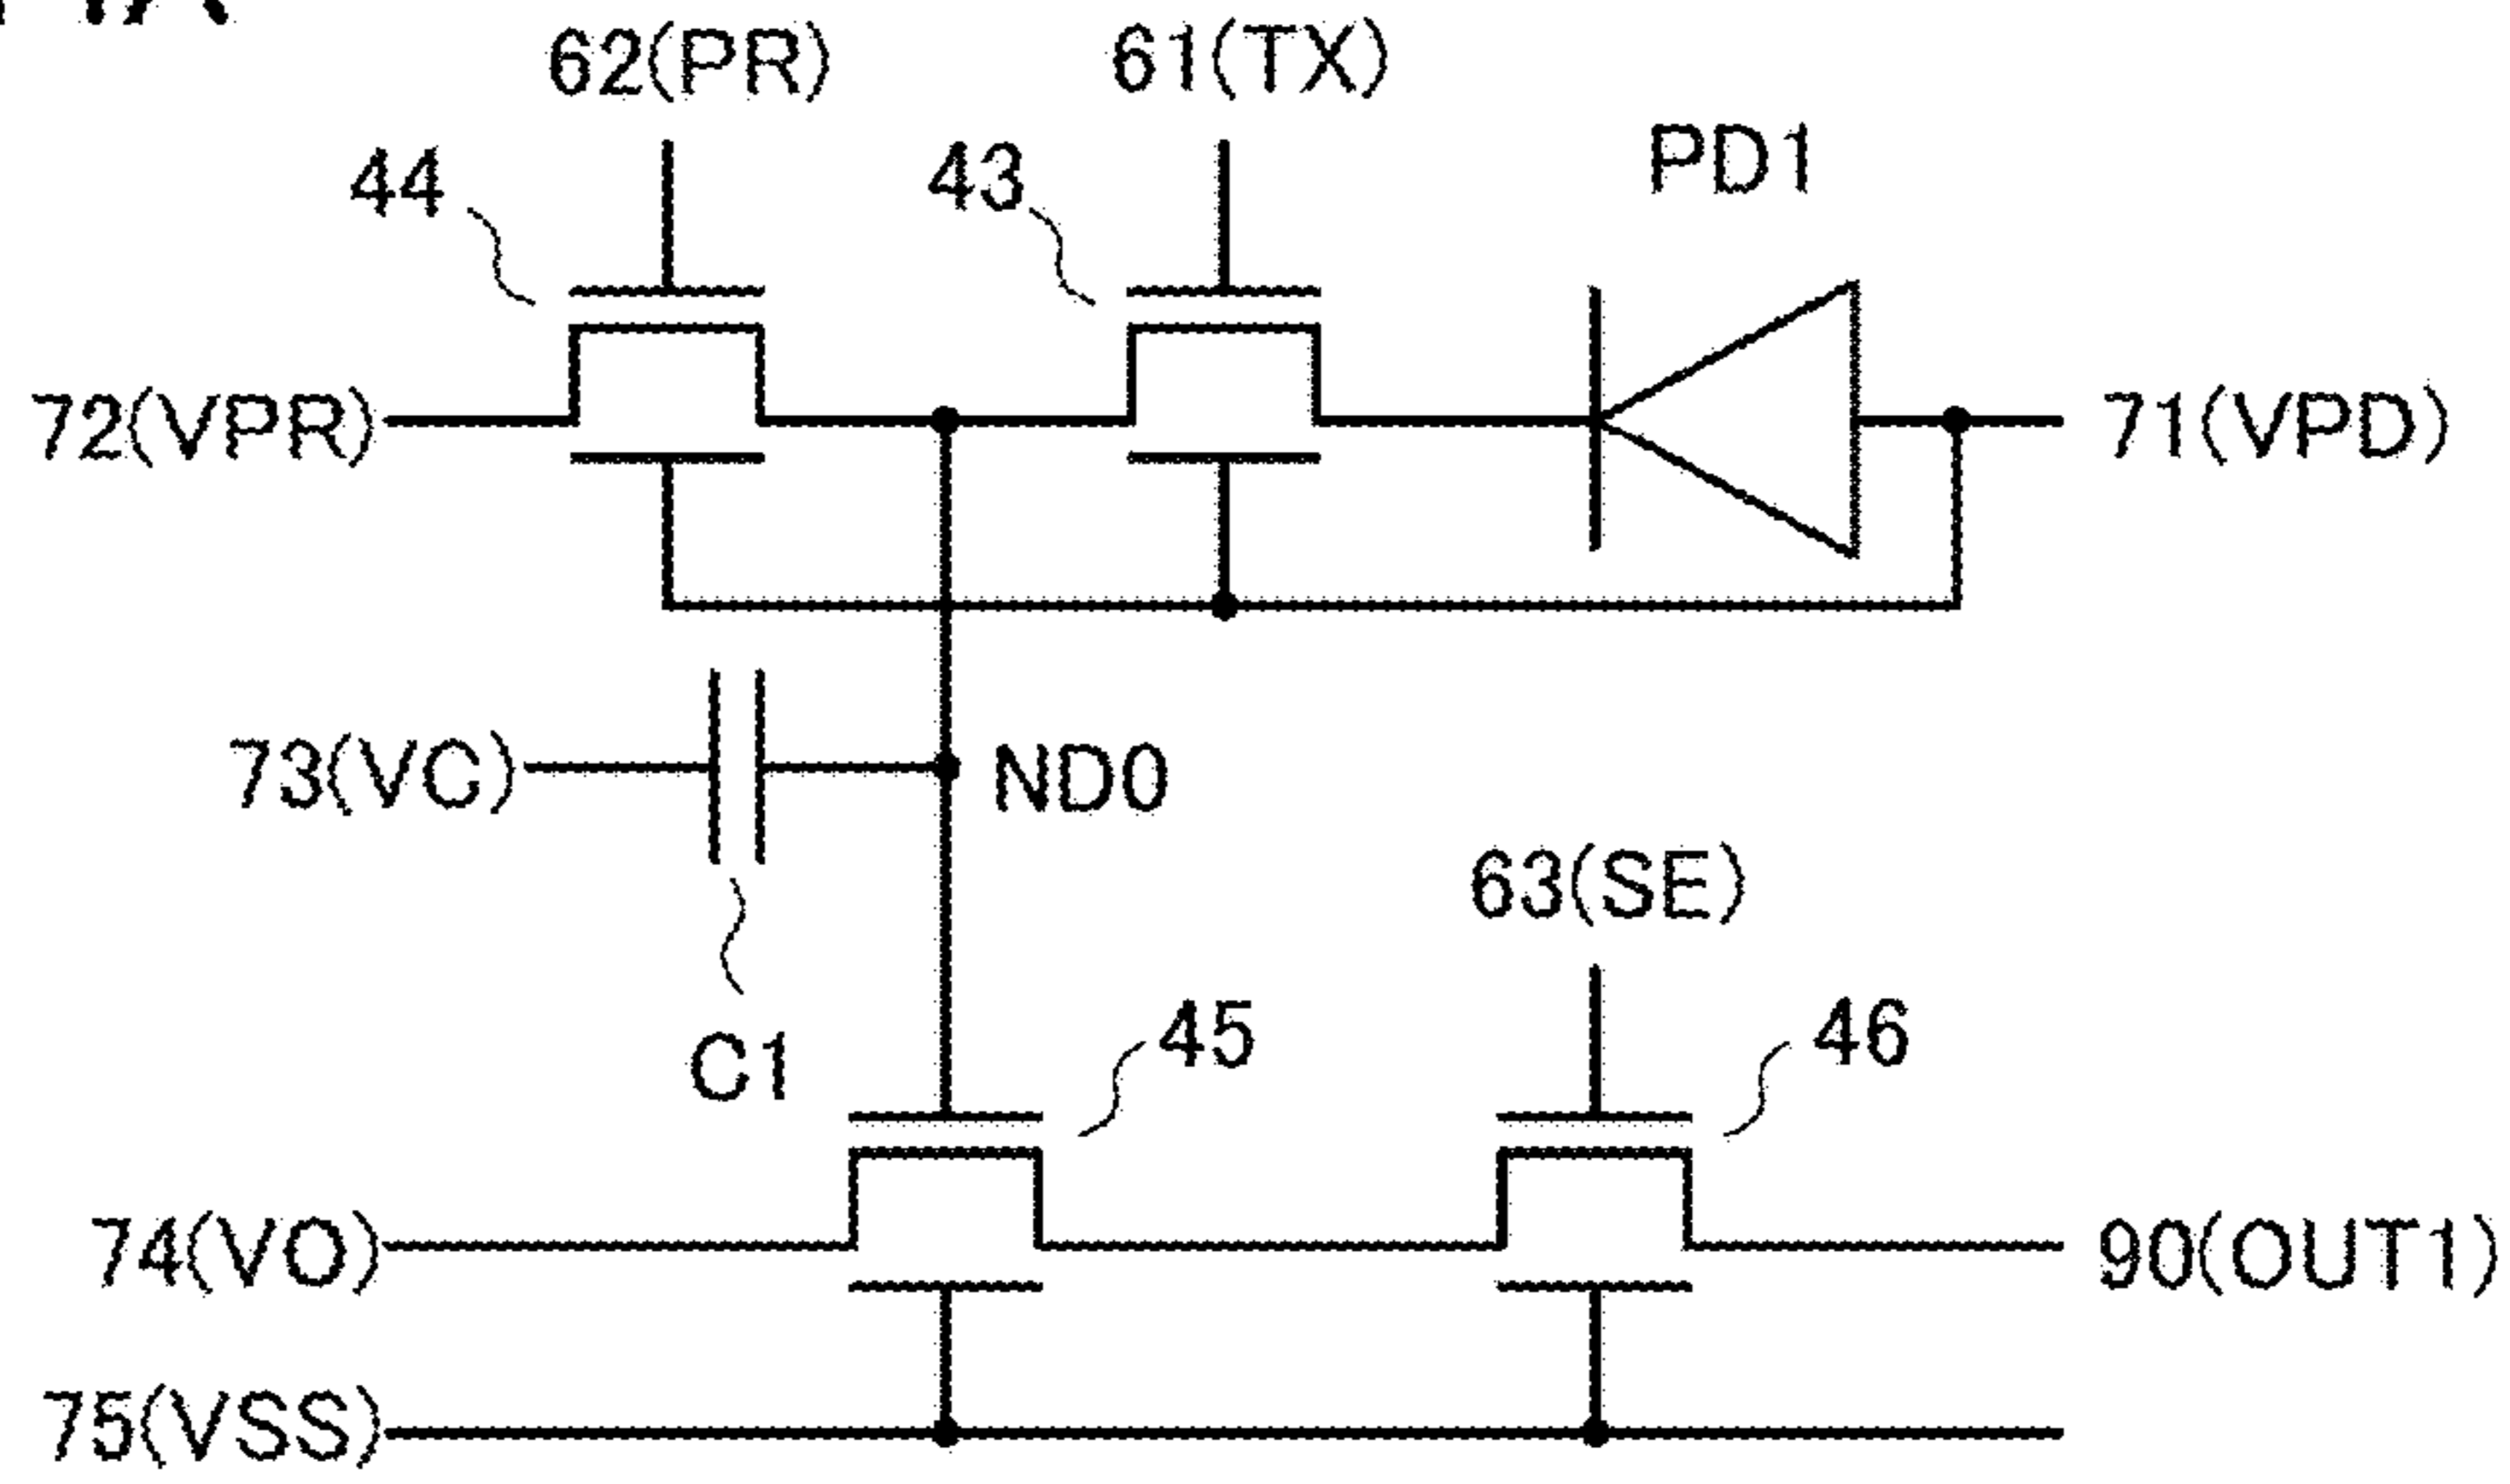 62(PR) 61(TX)
44 43 PD1
72(VPR) 71(VPD)
73(VC) ND0
63(SE)
C1 45 46
74(VO) 90(OUT1)
75(VSS)